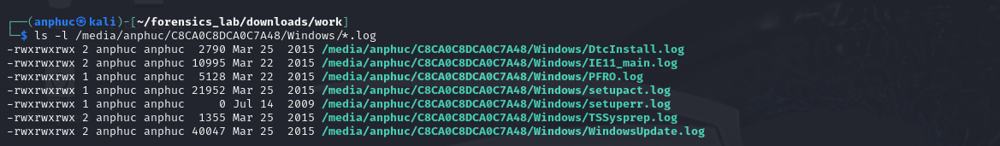 ┌──(anphuc㉿kali)-[~/forensics_lab/downloads/work]
└─$ ls -l /media/anphuc/C8CA0C8DCA0C7A48/Windows/*.log
-rwxrwxrwx 2 anphuc anphuc  2790 Mar 25  2015 /media/anphuc/C8CA0C8DCA0C7A48/Windows/DtcInstall.log
-rwxrwxrwx 2 anphuc anphuc 10995 Mar 22  2015 /media/anphuc/C8CA0C8DCA0C7A48/Windows/IE11_main.log
-rwxrwxrwx 1 anphuc anphuc  5128 Mar 22  2015 /media/anphuc/C8CA0C8DCA0C7A48/Windows/PFRO.log
-rwxrwxrwx 1 anphuc anphuc 21952 Mar 25  2015 /media/anphuc/C8CA0C8DCA0C7A48/Windows/setupact.log
-rwxrwxrwx 1 anphuc anphuc     0 Jul 14  2009 /media/anphuc/C8CA0C8DCA0C7A48/Windows/setuperr.log
-rwxrwxrwx 2 anphuc anphuc  1355 Mar 25  2015 /media/anphuc/C8CA0C8DCA0C7A48/Windows/TSSysprep.log
-rwxrwxrwx 2 anphuc anphuc 40047 Mar 25  2015 /media/anphuc/C8CA0C8DCA0C7A48/Windows/WindowsUpdate.log